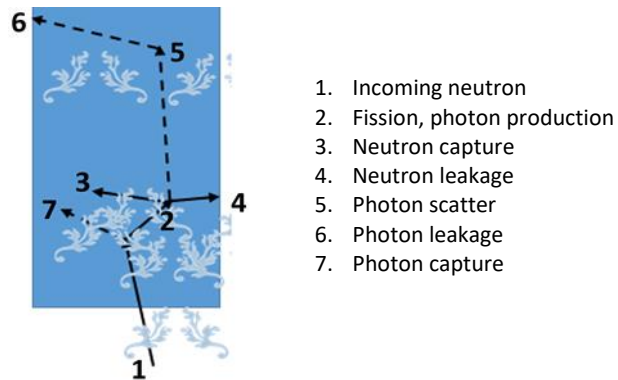 6
5
3
7
2
4
1
1. Incoming neutron
2. Fission, photon production
3. Neutron capture
4. Neutron leakage
5. Photon scatter
6. Photon leakage
7. Photon capture